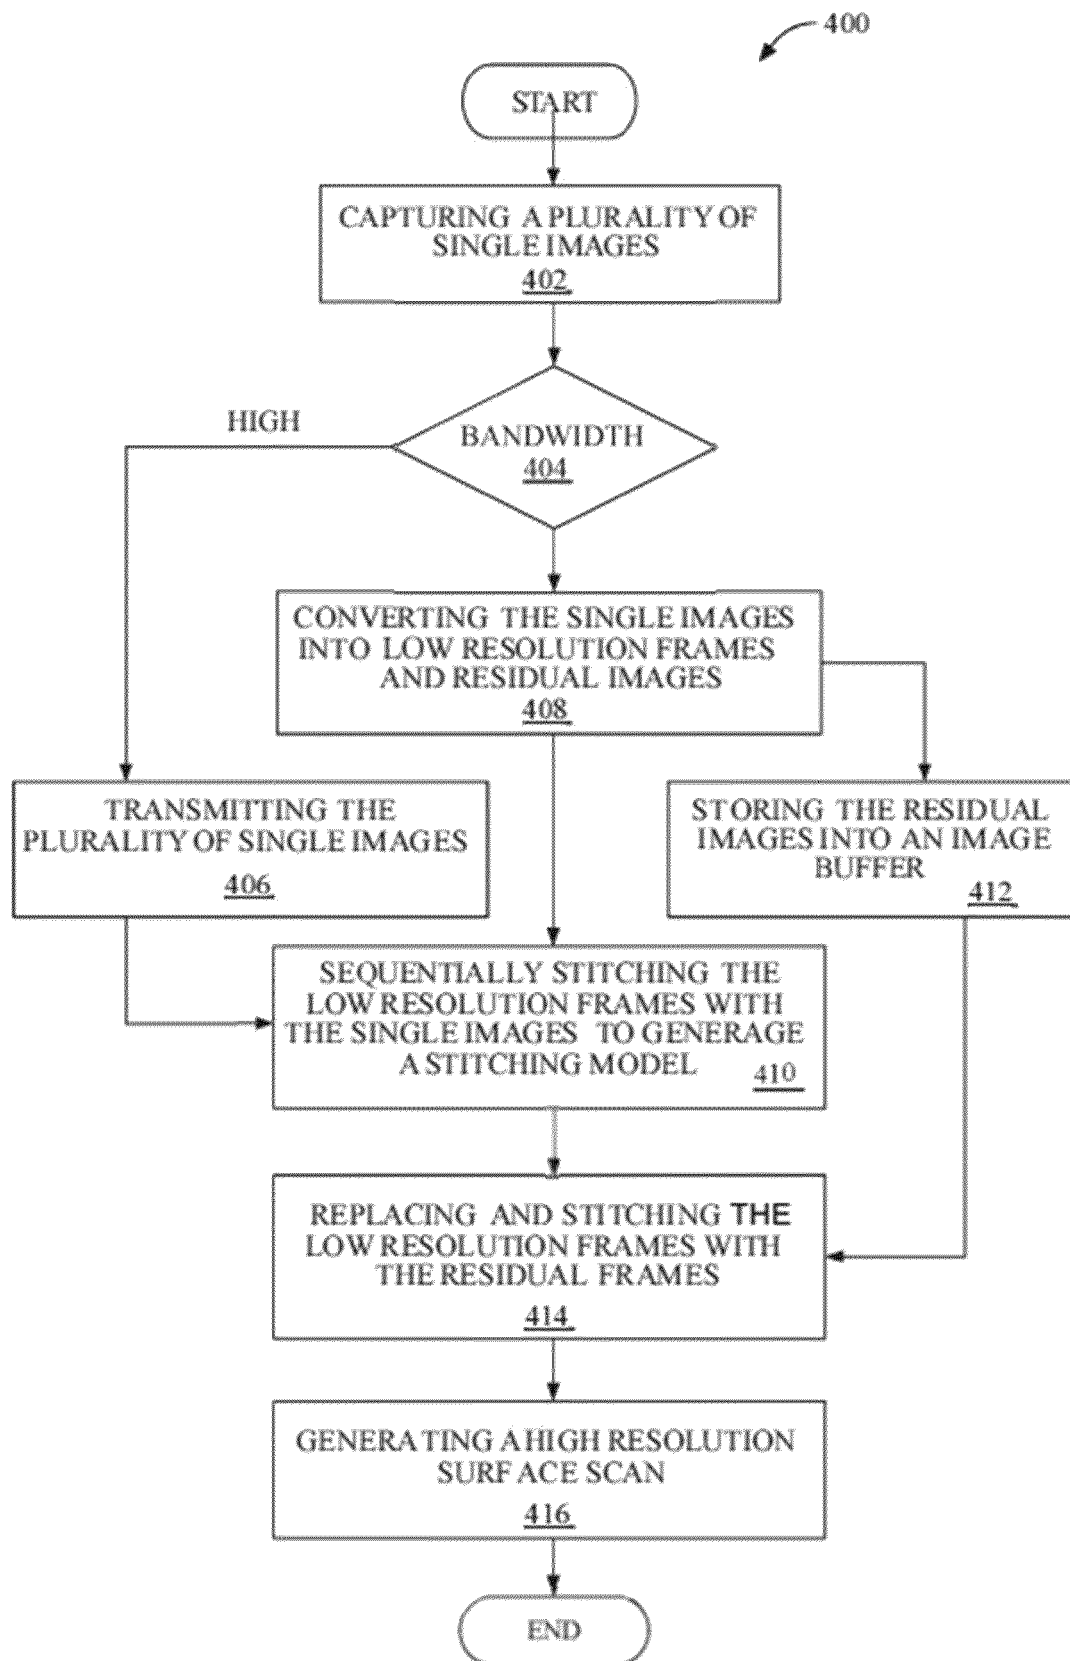 400
START
CAPTURING A PLURALITY OF
SINGLE IMAGES
402
HIGH
BANDWIDTH
404
CONVERTING THE SINGLE IMAGES
INTO LOW RESOLUTION FRAMES
AND RESIDUAL IMAGES
408
TRANSMITTING THE
PLURALITY OF SINGLE IMAGES
406
STORING THE RESIDUAL
IMAGES INTO AN IMAGE
BUFFER
412
SEQUENTIALLY STITCHING THE
LOW RESOLUTION FRAMES WITH
THE SINGLE IMAGES TO GENERAGE
A STITCHING MODEL
410
REPLACING AND STITCHING THE
LOW RESOLUTION FRAMES WITH
THE RESIDUAL FRAMES
414
GENERATING A HIGH RESOLUTION
SURFACE SCAN
416
END